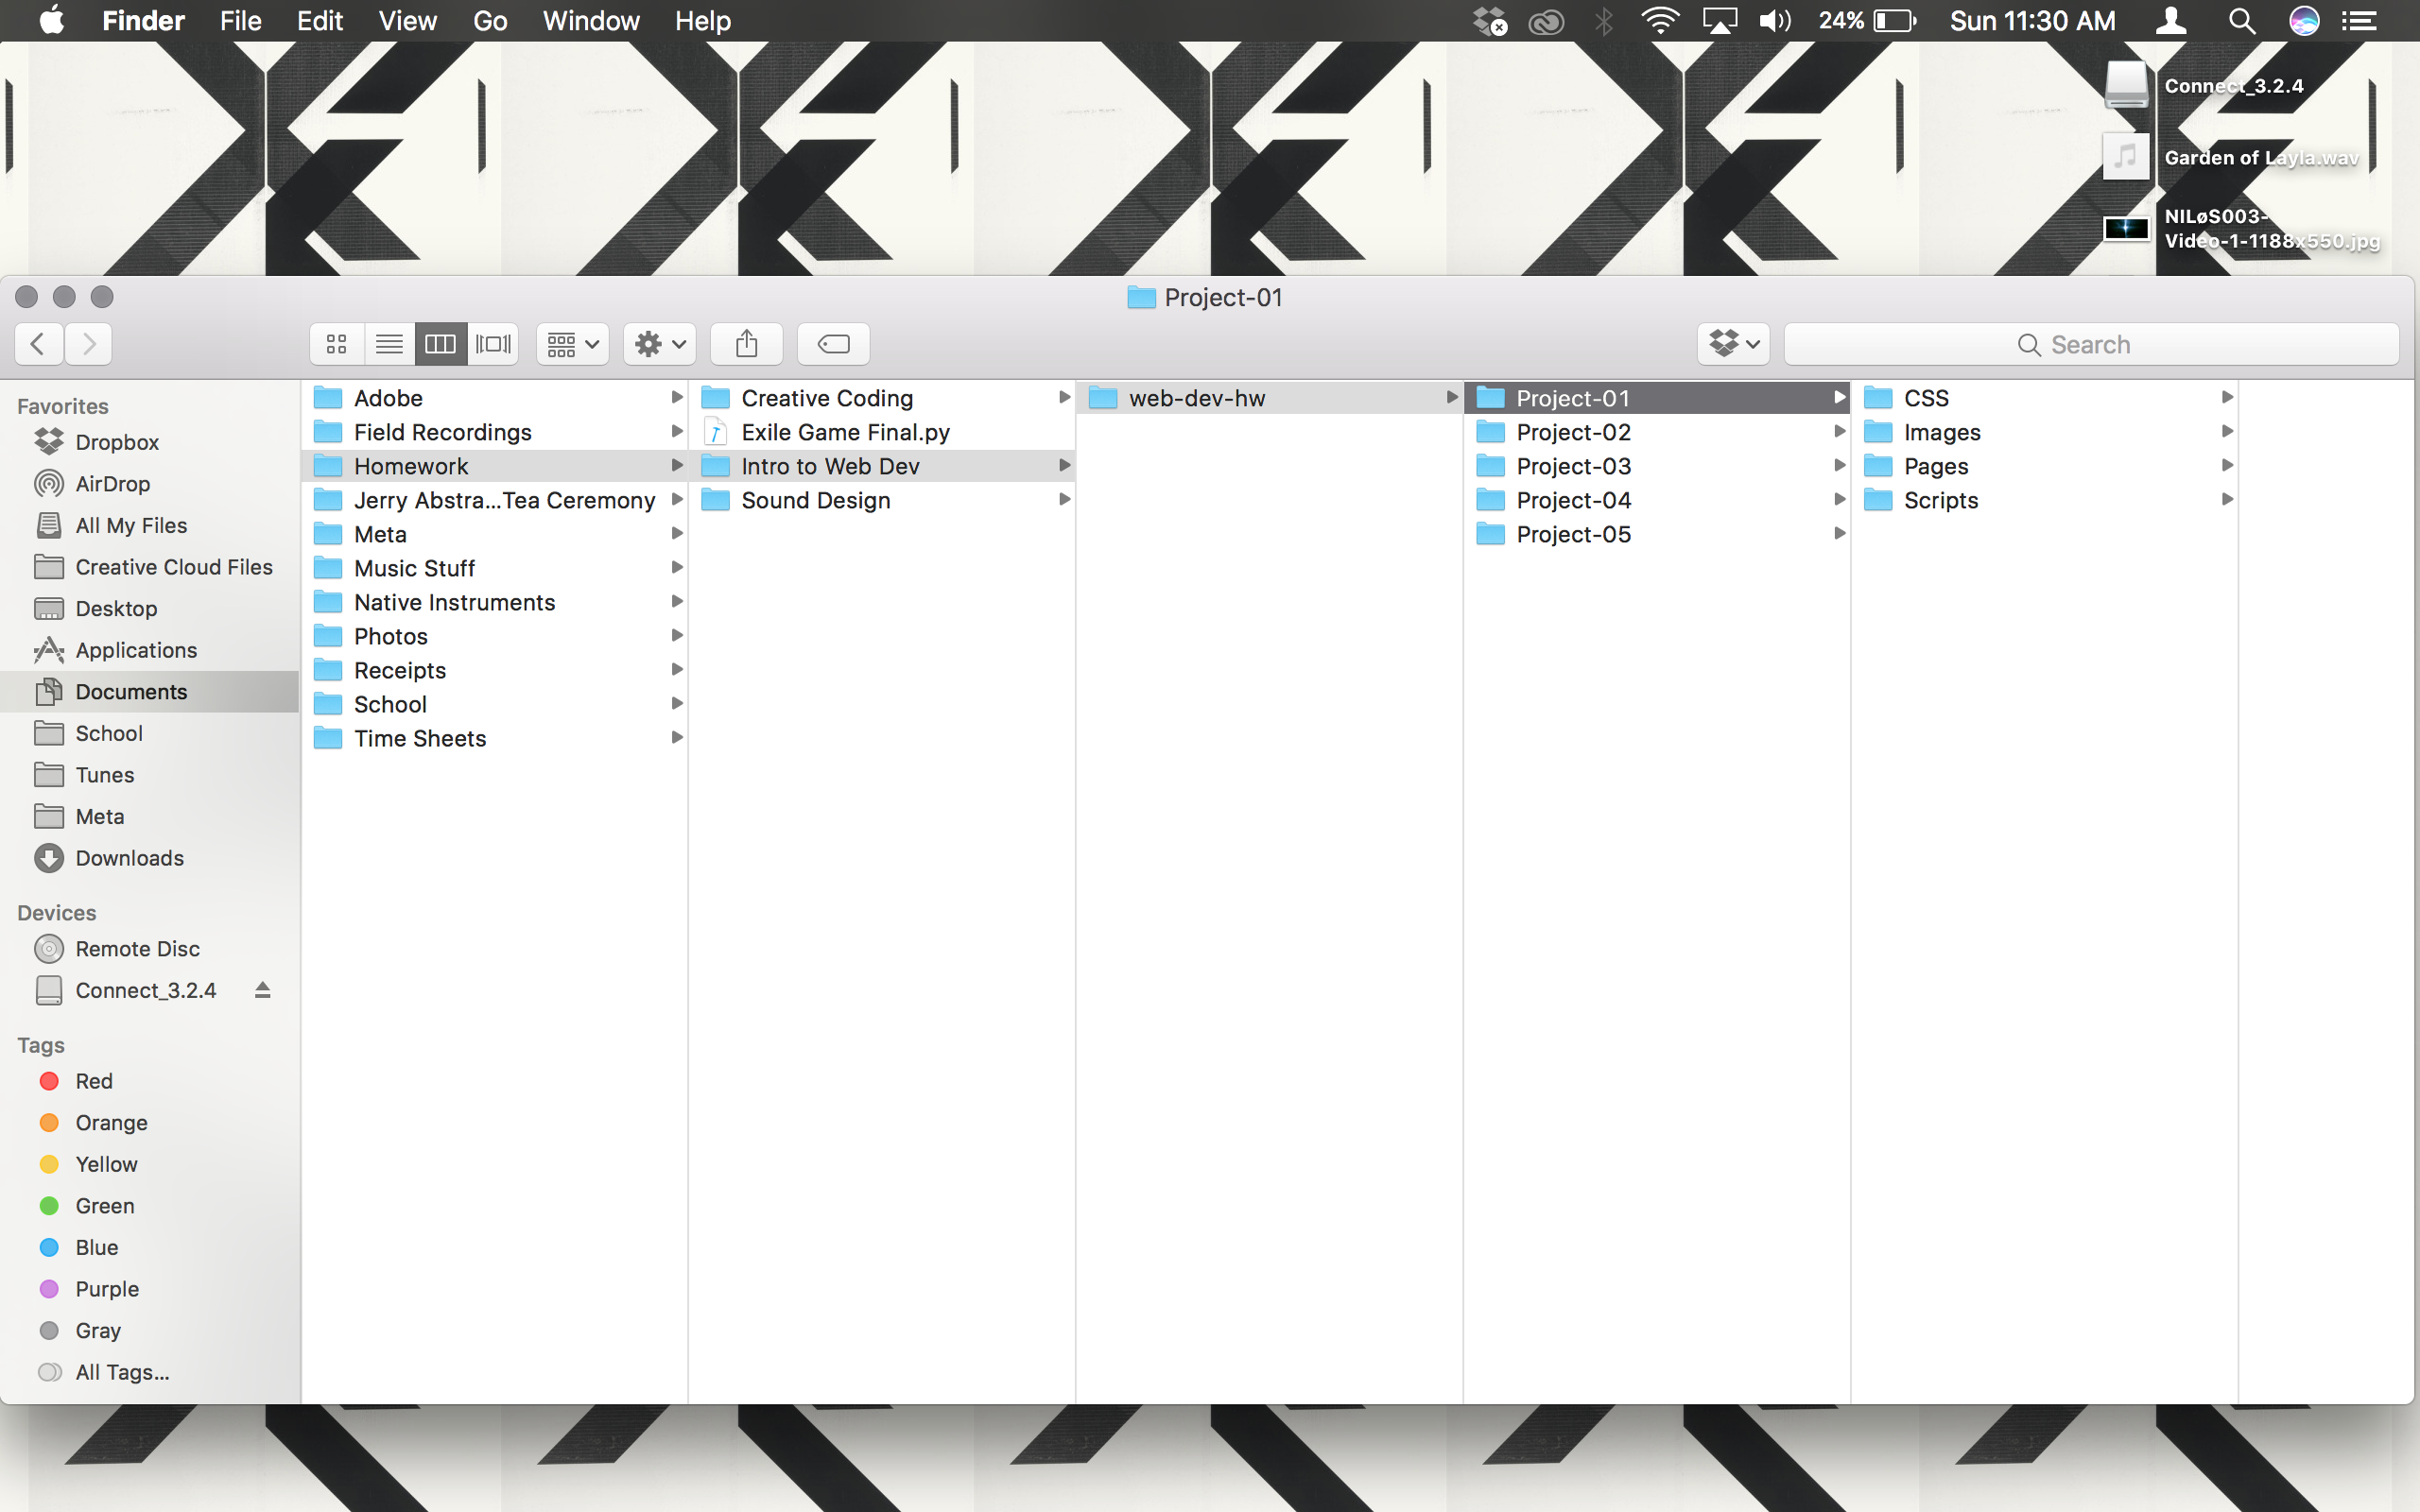 Finder File Edit View Go Window Help 24% Sun 11:30 AM
Connect_3.2.4
Garden of Layla.wav
NILøS003-
Video-1-1188x550.jpg
Project-01
Search
Favorites
Dropbox
AirDrop
All My Files
Creative Cloud Files
Desktop
Applications
Documents
School
Tunes
Meta
Downloads
Devices
Remote Disc
Connect_3.2.4
Tags
Red
Orange
Yellow
Green
Blue
Purple
Gray
All Tags...
Adobe
Field Recordings
Homework
Jerry Abstra...Tea Ceremony
Meta
Music Stuff
Native Instruments
Photos
Receipts
School
Time Sheets
Creative Coding
Exile Game Final.py
Intro to Web Dev
Sound Design
web-dev-hw
Project-01
Project-02
Project-03
Project-04
Project-05
CSS
Images
Pages
Scripts